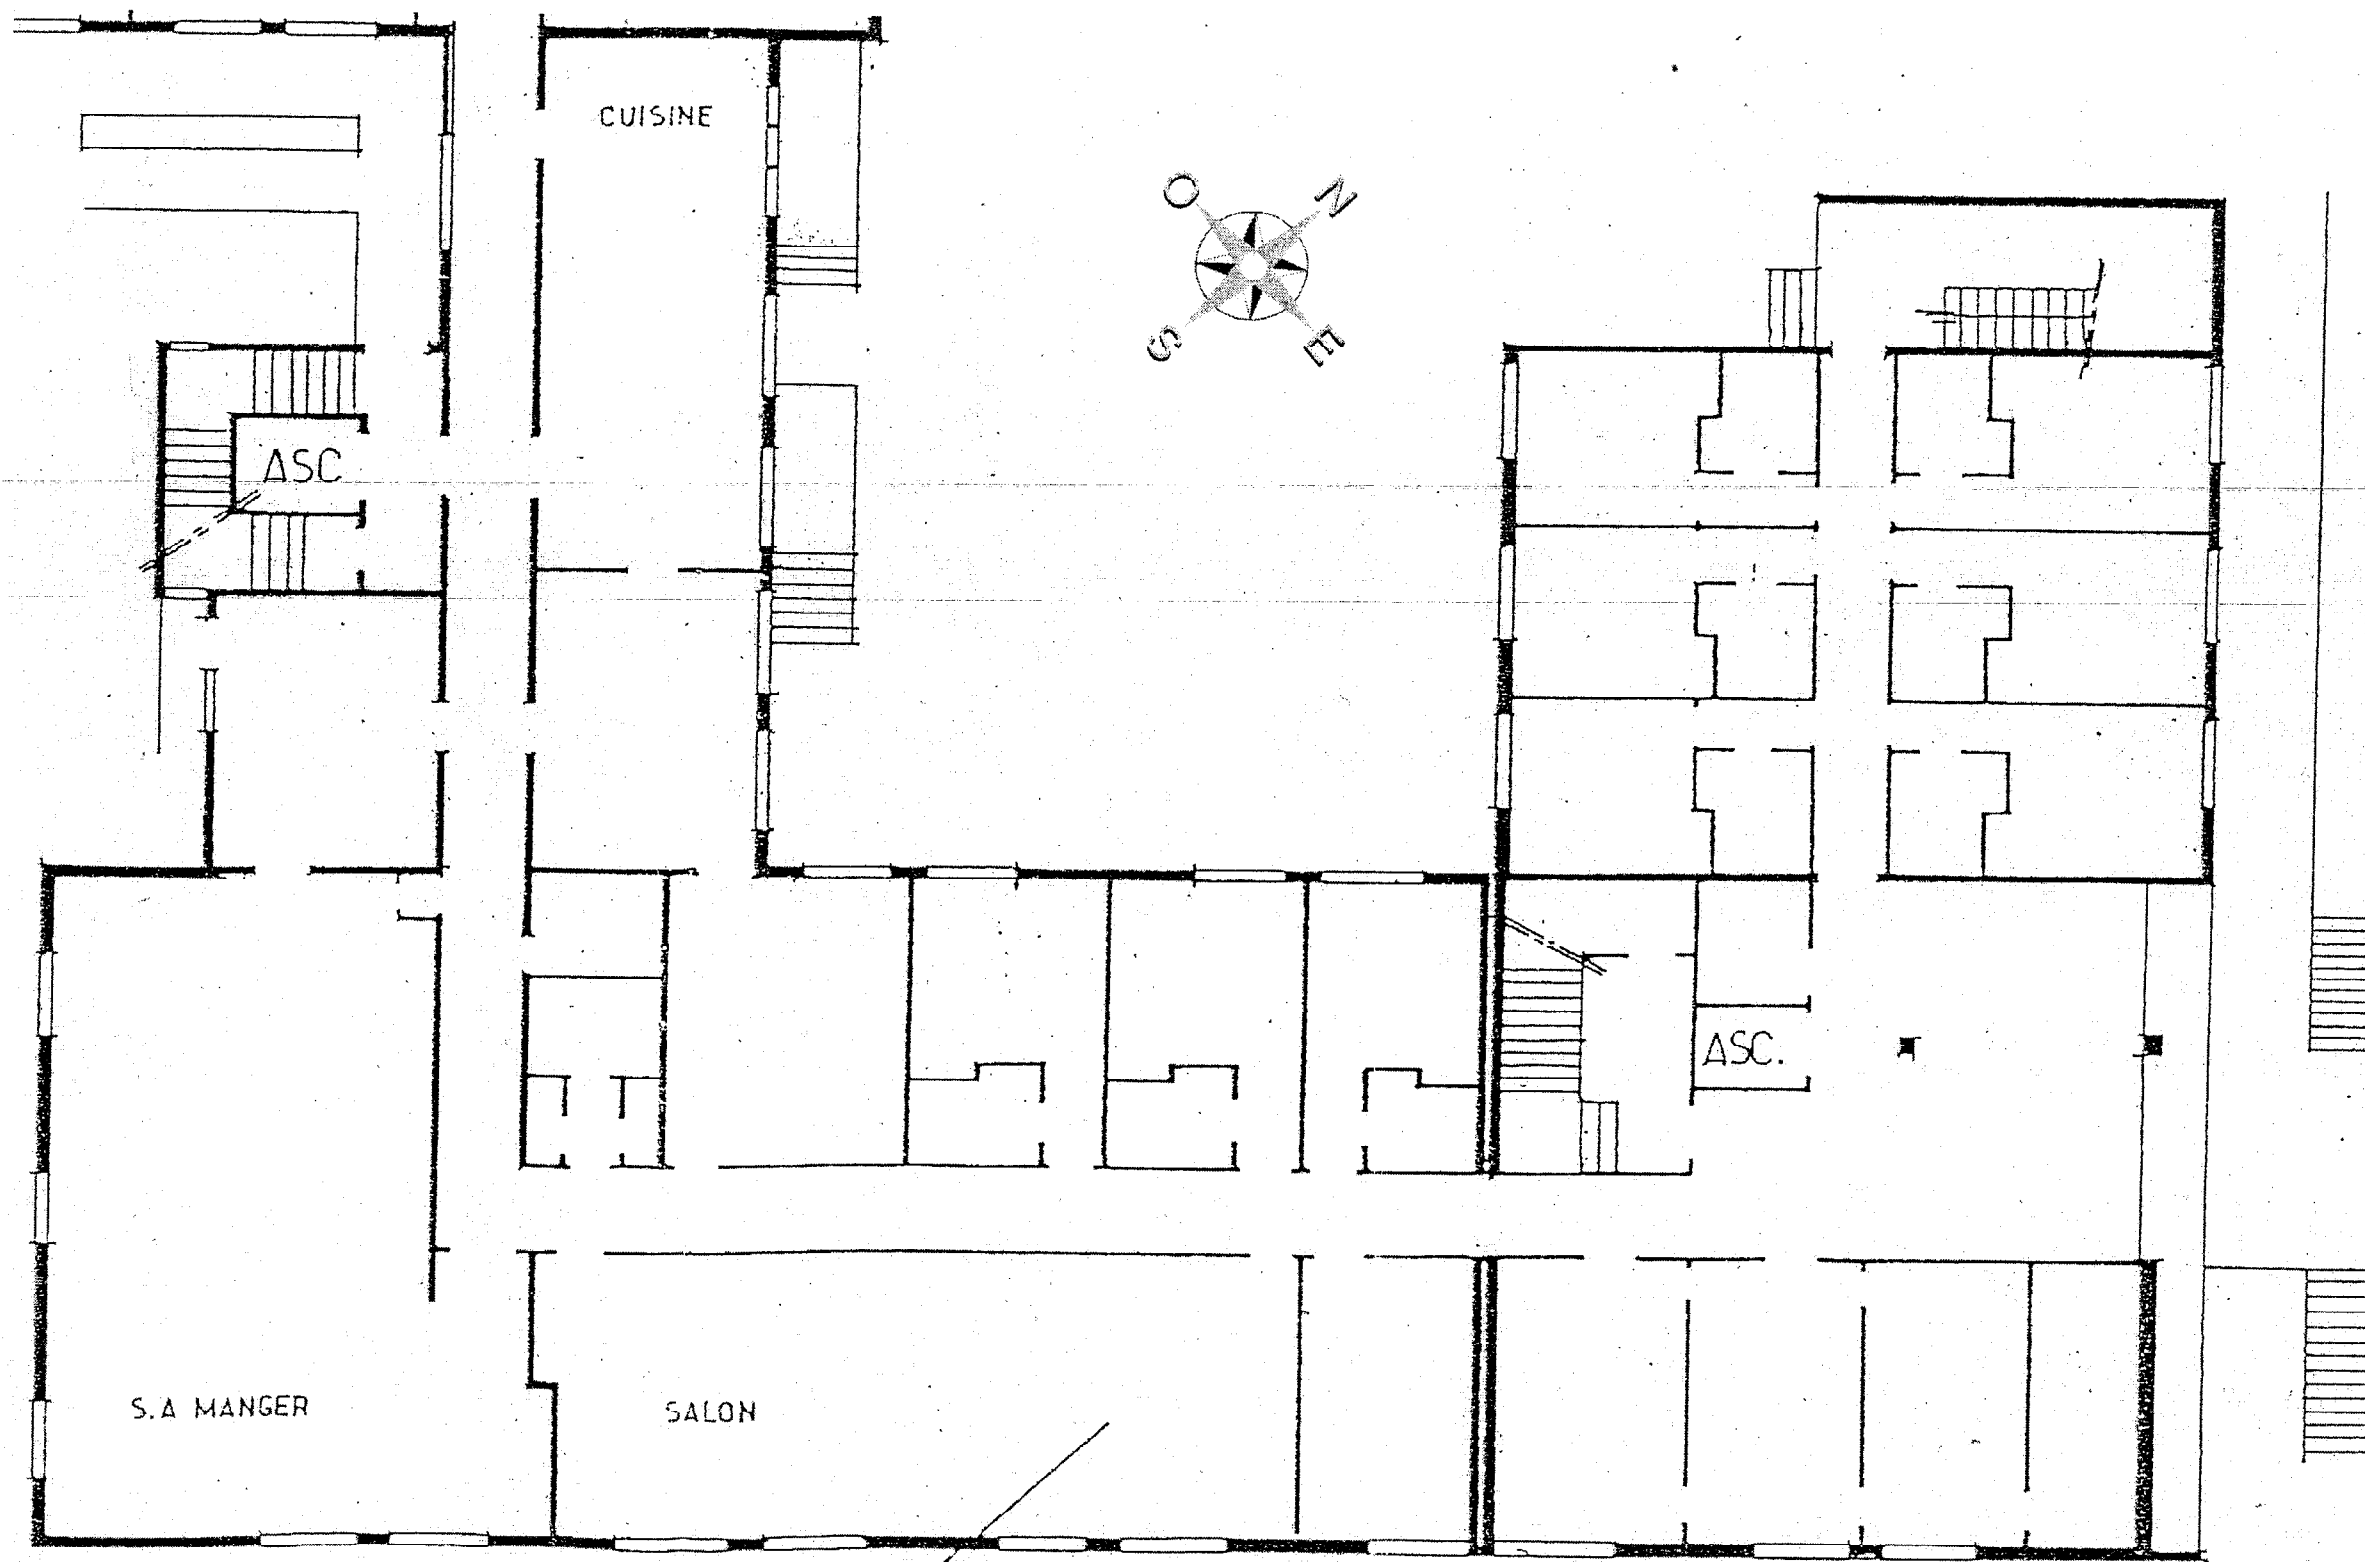 CUISINE
O
N
S
E
ASC
ASC.
S.A MANGER
SALON